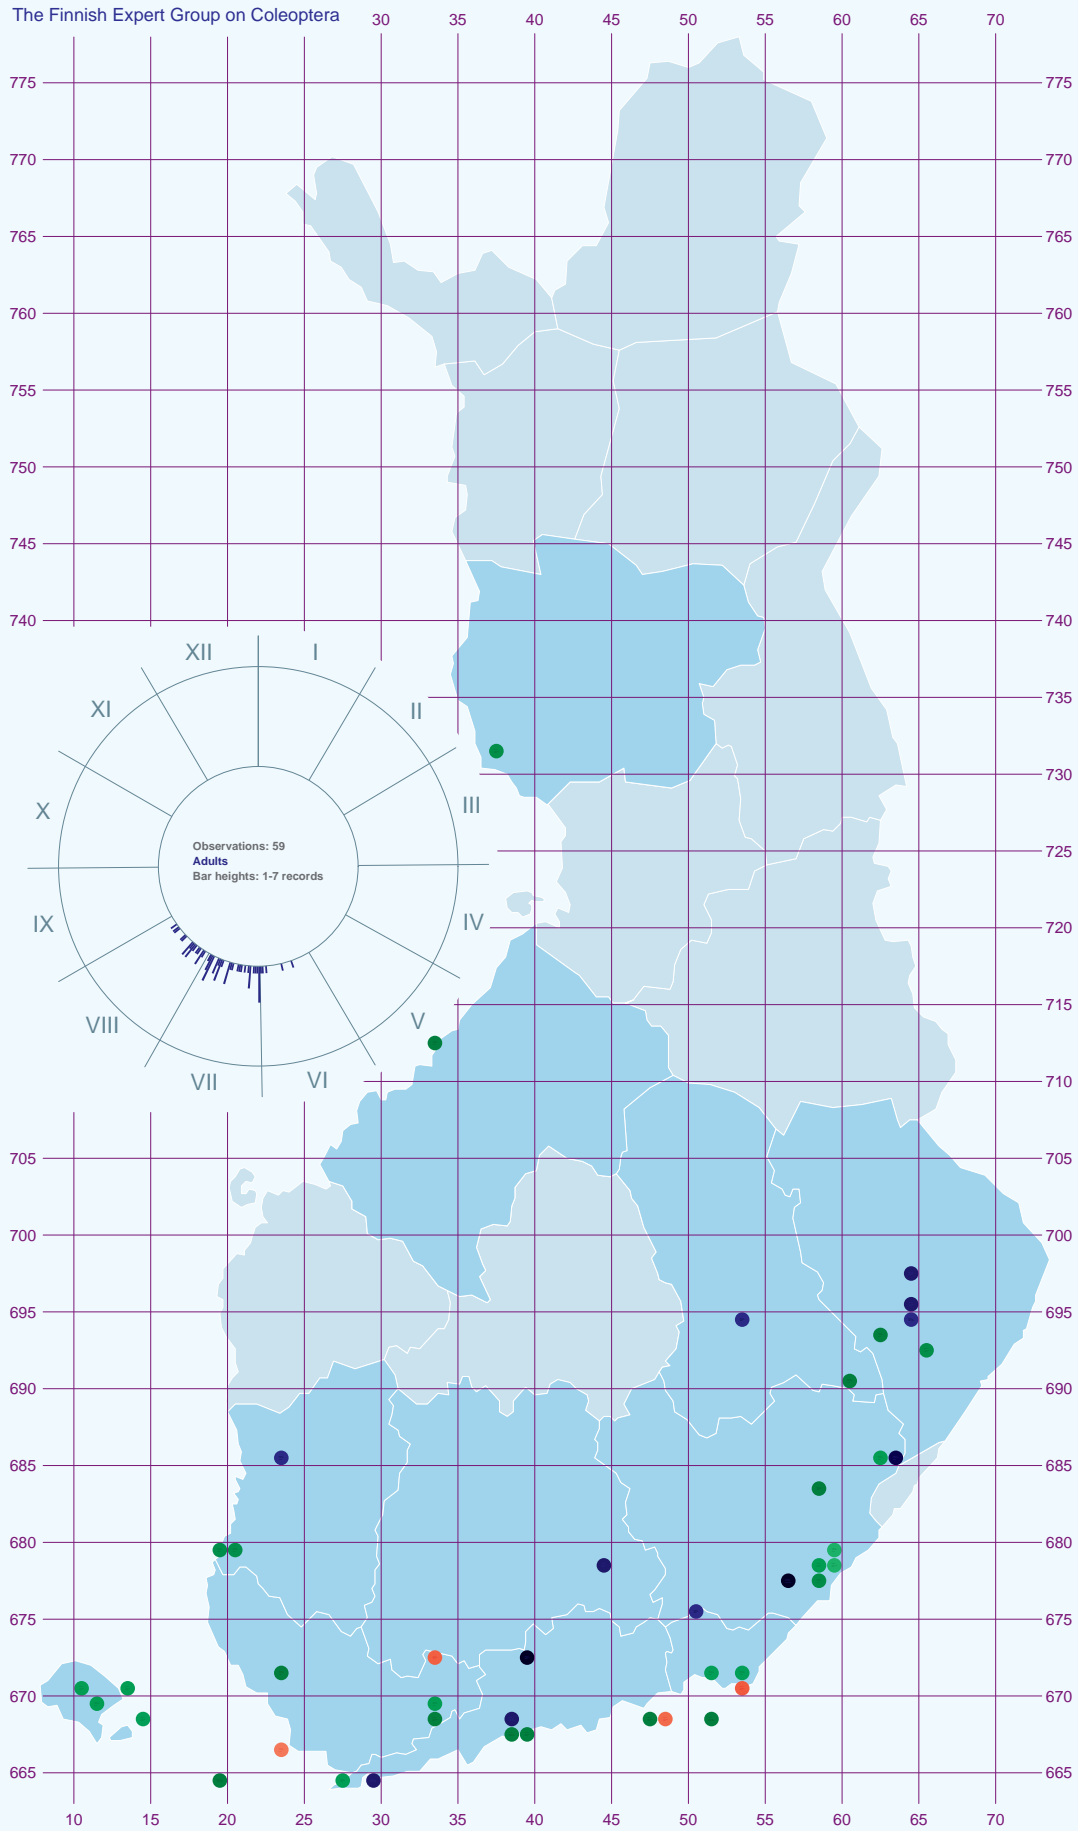 The Finnish Expert Group on Coleoptera 30 35 40 45 50 55 60 65 70
775 775
770 770
765 765
760 760
755 755
750 750
745 745
740 740
XII I
XI II
735
730
X III
Observations: 59
Adults
Bar heights: 1-7 records
725 725
IX IV
720 720
VIII V
715 715
VII VI
710 710
705 705
700 700
695 695
690 690
685 685
680 680
675 675
670 670
665 665
10 15 20 25 30 35 40 45 50 55 60 65 70